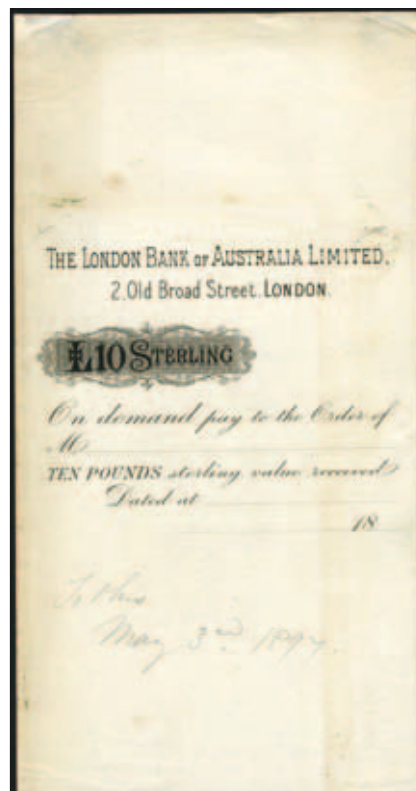 THE LONDON BANK OF AUSTRALIA LIMITED.
2. Old Broad Street. LONDON.
£10 STERLING
On demand pay to the Order of
M
TEN POUNDS sterling value received
Dated at
18
May 3rd 1894.